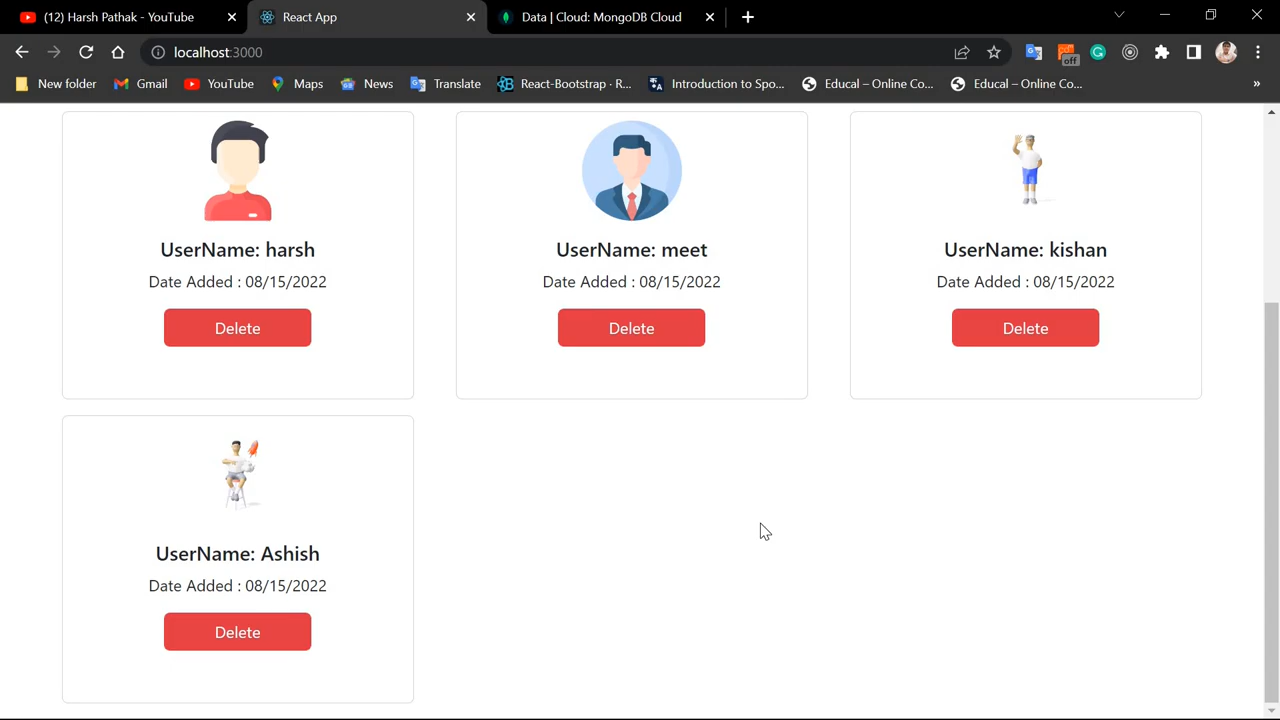 (12) Harsh Pathak - YouTube
React App
Data | Cloud: MongoDB Cloud
localhost:3000
off
New folder
Gmail
YouTube
Maps
News
Translate
React-Bootstrap · R...
Introduction to Spo...
Educal – Online Co...
Educal – Online Co...
»
UserName: harsh
Date Added : 08/15/2022
Delete
UserName: meet
Date Added : 08/15/2022
Delete
UserName: kishan
Date Added : 08/15/2022
Delete
UserName: Ashish
Date Added : 08/15/2022
Delete